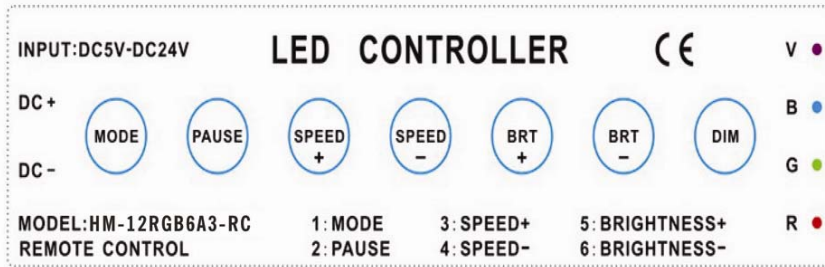 INPUT:DC5V-DC24V LED CONTROLLER CE V
DC+ B
MODE PAUSE SPEED + SPEED - BRT + BRT - DIM
DC- G
MODEL:HM-12RGB6A3-RC 1:MODE 3:SPEED+ 5:BRIGHTNESS+ R
REMOTE CONTROL 2:PAUSE 4:SPEED- 6:BRIGHTNESS-